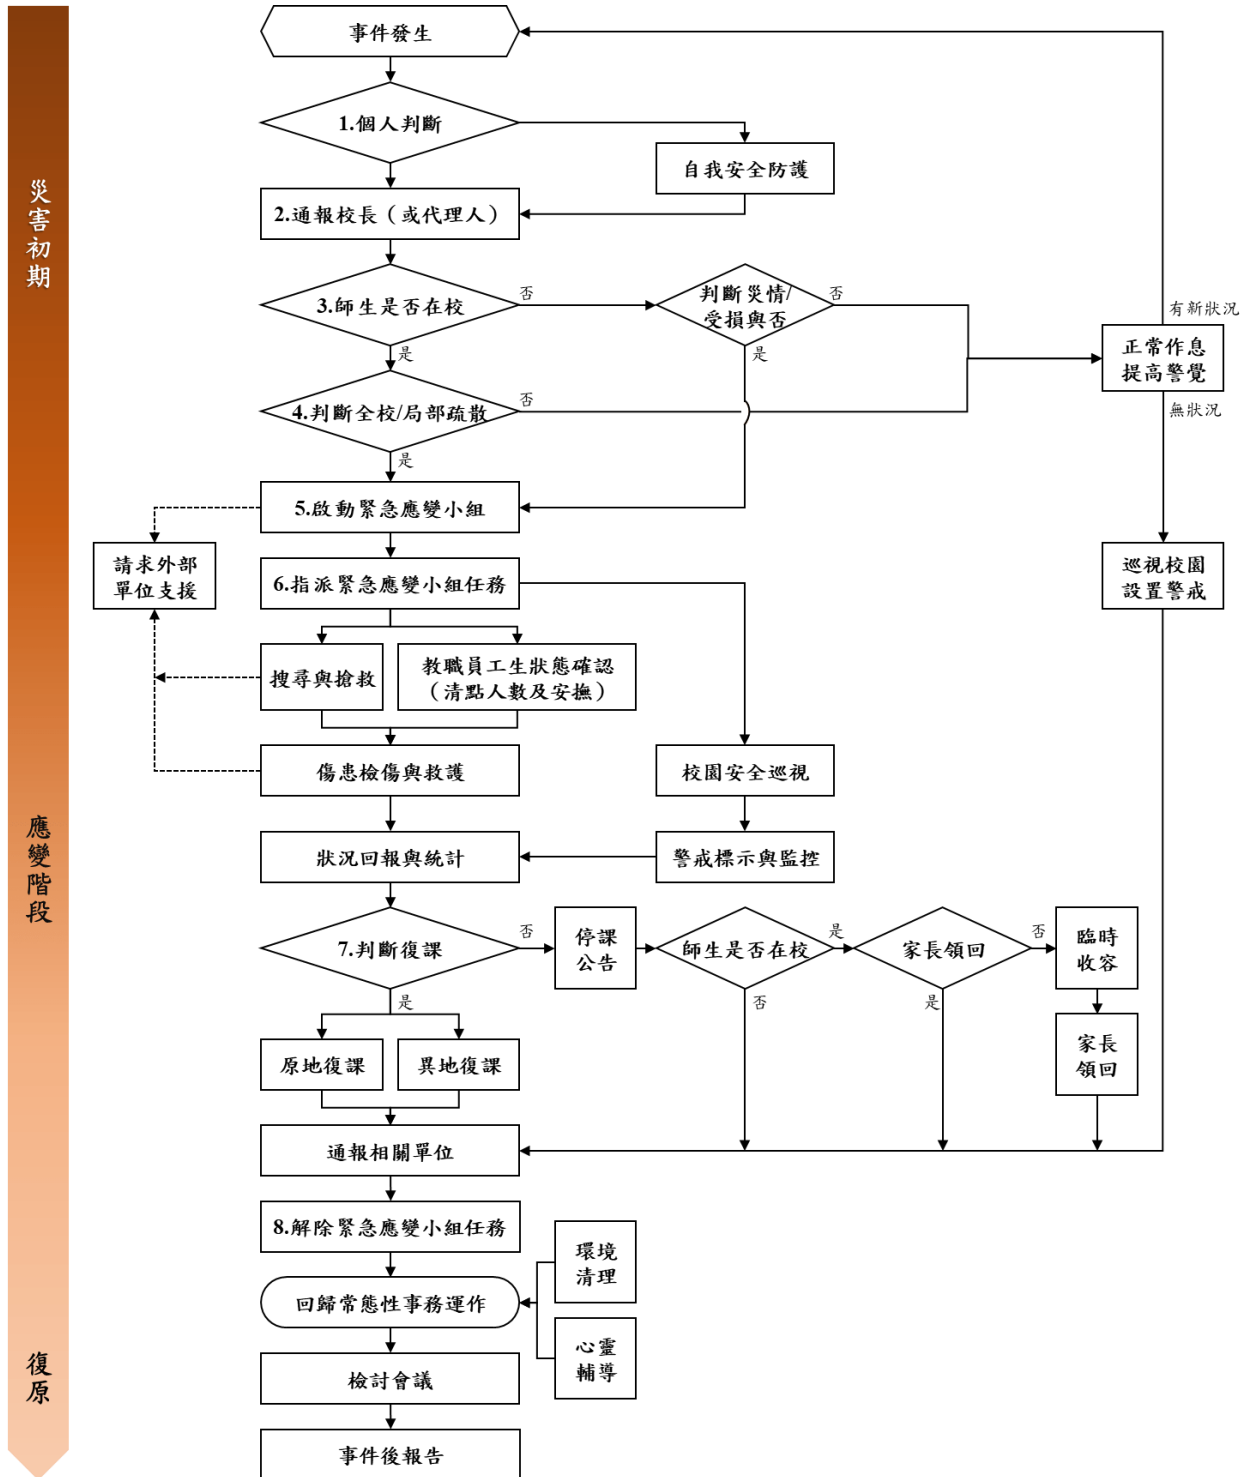 事件發生
1.個人判斷
自我安全防護
2.通報校長（或代理人）
3.師生是否在校
否
判斷災情/
受損與否
否
有新狀況
正常作息
提高警覺
是
是
4.判斷全校/局部疏散
否
無狀況
是
5.啟動緊急應變小組
請求外部
單位支援
巡視校園
設置警戒
6.指派緊急應變小組任務
搜尋與搶救
教職員工生狀態確認
（清點人數及安撫）
傷患檢傷與救護
校園安全巡視
狀況回報與統計
警戒標示與監控
7.判斷復課
否
停課
公告
師生是否在校
是
家長領回
否
臨時
收容
是
否
是
原地復課
異地復課
家長
領回
通報相關單位
8.解除緊急應變小組任務
環境
清理
回歸常態性事務運作
心靈
輔導
檢討會議
事件後報告
災害初期
應變階段
復原